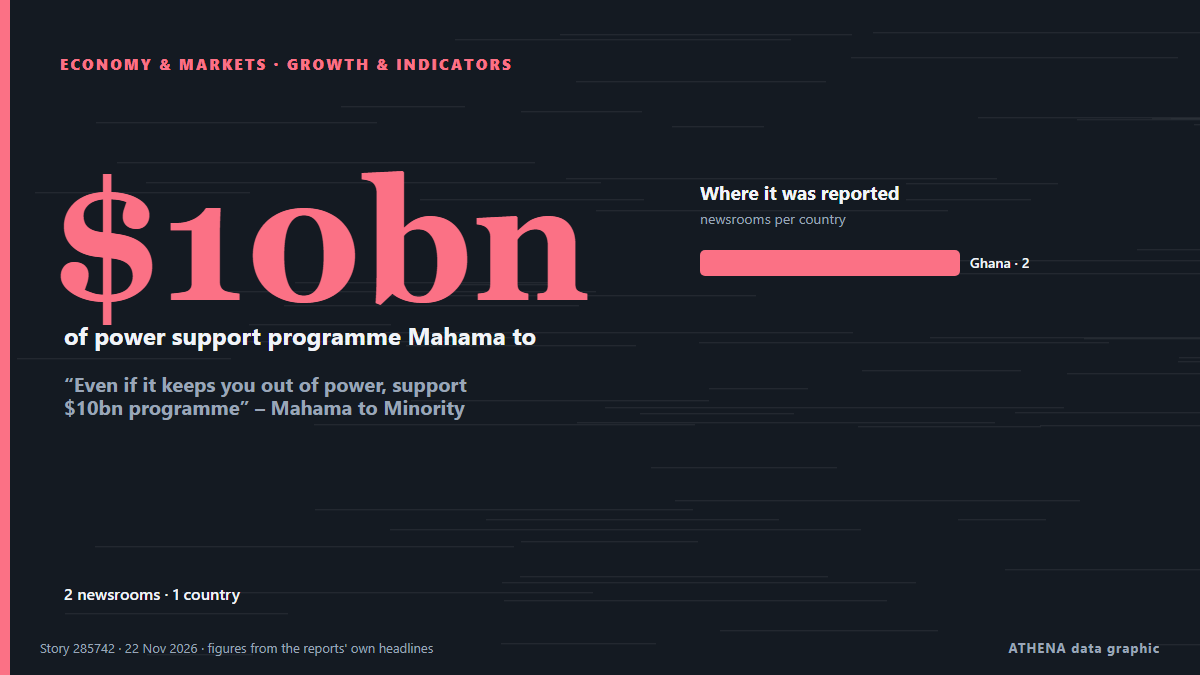 ECONOMY & MARKETS · GROWTH & INDICATORS
$10bn
of power support programme Mahama to
“Even if it keeps you out of power, support
$10bn programme” – Mahama to Minority
Where it was reported
newsrooms per country
Ghana · 2
2 newsrooms · 1 country
Story 285742 · 22 Nov 2026 · figures from the reports' own headlines
ATHENA data graphic